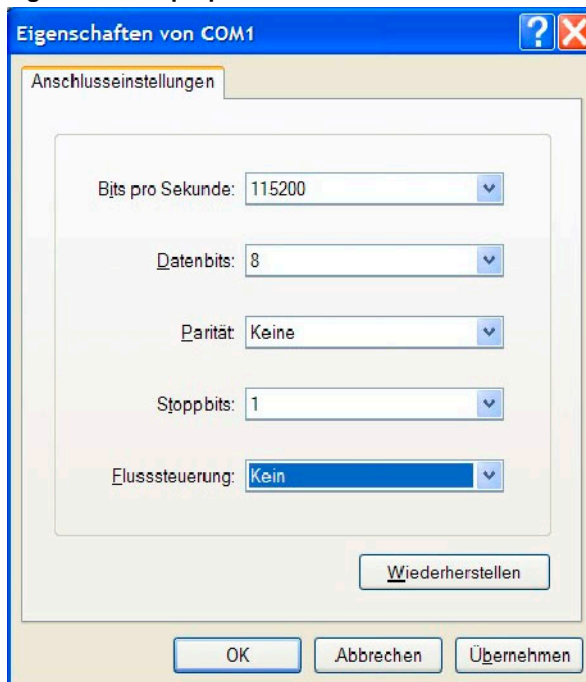 Eigenschaften von COM1
Anschlusseinstellungen
Bits pro Sekunde: 115200
Datenbits: 8
Parität: Keine
Stoppbits: 1
Flusssteuerung: Kein
Wiederherstellen
OK Abbrechen Übernehmen